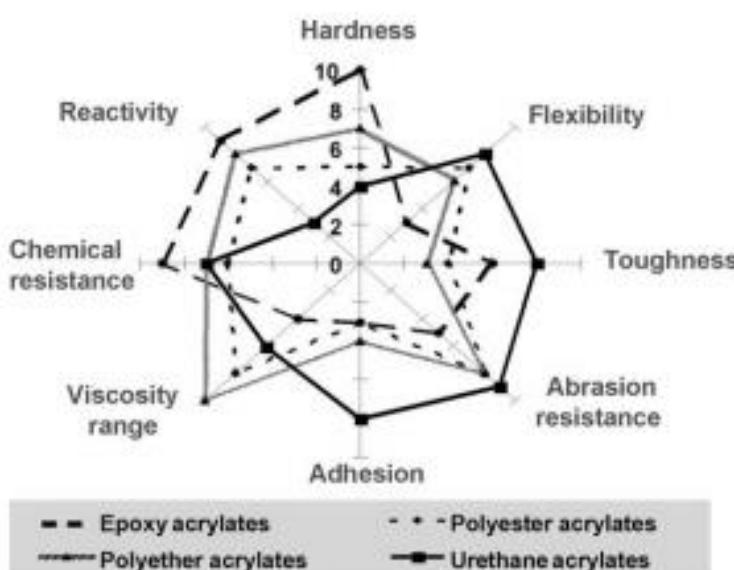 Hardness
10
8
6
4
2
0
Reactivity
Flexibility
Chemical
resistance
Toughness
Viscosity
range
Abrasion
resistance
Adhesion
Epoxy acrylates
Polyester acrylates
Polyether acrylates
Urethane acrylates